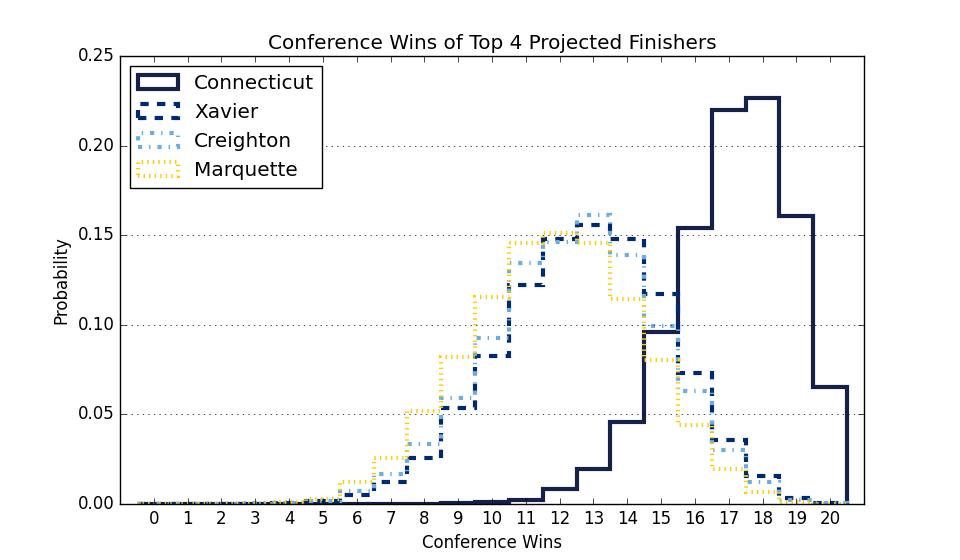 Conference Wins of Top 4 Projected Finishers
0.25
0.20
0.15
0.10
0.05
0.00
Probability
Connecticut
Xavier
Creighton
Marquette
0 1 2 3 4 5 6 7 8 9 10 11 12 13 14 15 16 17 18 19 20
Conference Wins